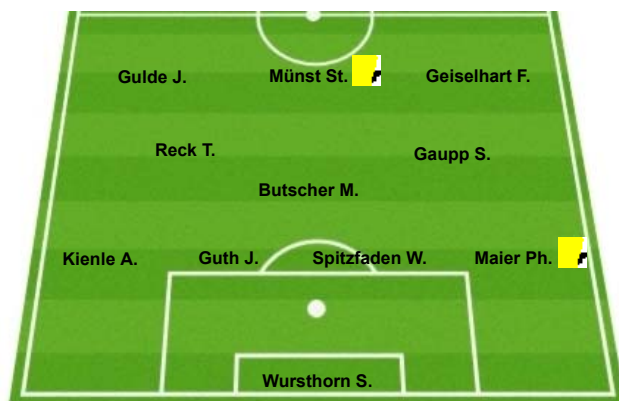 Gulde J. Münst St. Geiselhart F.
Reck T. Gaupp S.
Butscher M.
Kienle A. Guth J. Spitzfaden W. Maier Ph.
Wursthorn S.